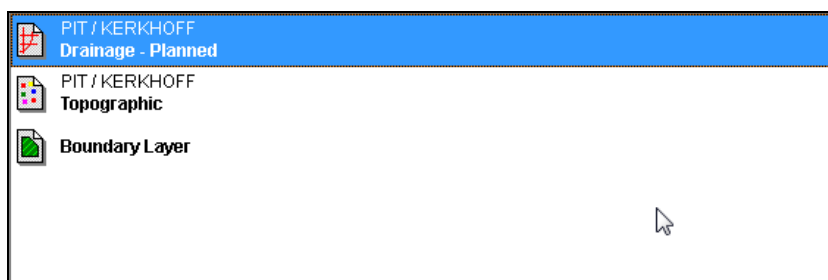 PIT / KERKHOFF
Drainage - Planned
PIT / KERKHOFF
Topographic
Boundary Layer